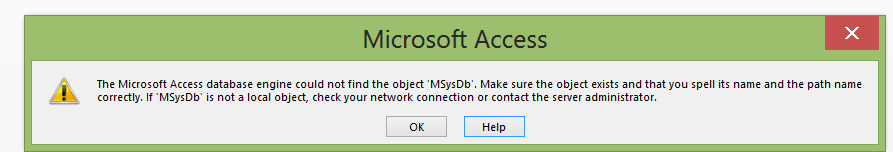 Microsoft Access
The Microsoft Access database engine could not find the object 'MSysDb'. Make sure the object exists and that you spell its name and the path name
correctly. If 'MSysDb' is not a local object, check your network connection or contact the server administrator.
OK
Help